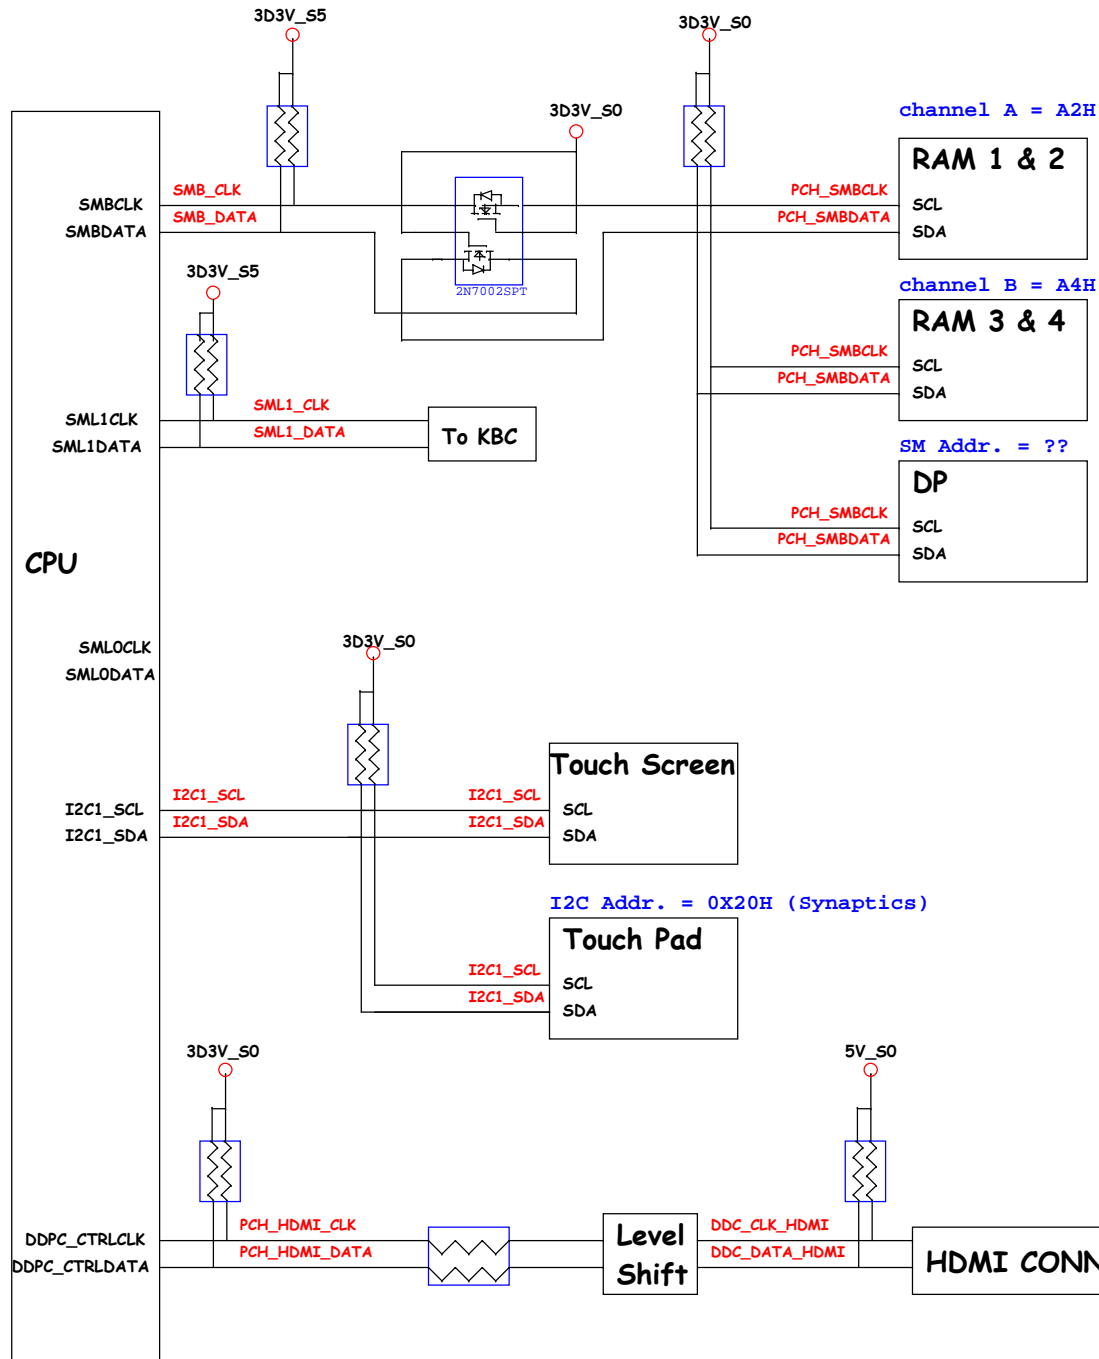 3D3V_S5
3D3V_S0
3D3V_S0
channel A = A2H
RAM 1 & 2
SMBCLK
SMB_CLK
PCH_SMBCLK
SCL
SMBDATA
SMB_DATA
PCH_SMBDATA
SDA
3D3V_S5
2N7002SPT
channel B = A4H
RAM 3 & 4
PCH_SMBCLK
SCL
PCH_SMBDATA
SDA
SML1CLK
SML1_CLK
SML1DATA
SML1_DATA
To KBC
SM Addr. = ??
DP
PCH_SMBCLK
SCL
PCH_SMBDATA
SDA
CPU
SML0CLK
SML0DATA
3D3V_S0
Touch Screen
I2C1_SCL
I2C1_SCL
I2C1_SCL
SCL
I2C1_SDA
I2C1_SDA
I2C1_SDA
SDA
I2C Addr. = 0X20H (Synaptics)
Touch Pad
I2C1_SCL
SCL
I2C1_SDA
SDA
3D3V_S0
5V_S0
DDPC_CTRLCLK
PCH_HDMI_CLK
DDPC_CTRLDATA
PCH_HDMI_DATA
Level
Shift
DDC_CLK_HDMI
DDC_DATA_HDMI
HDMI CONN